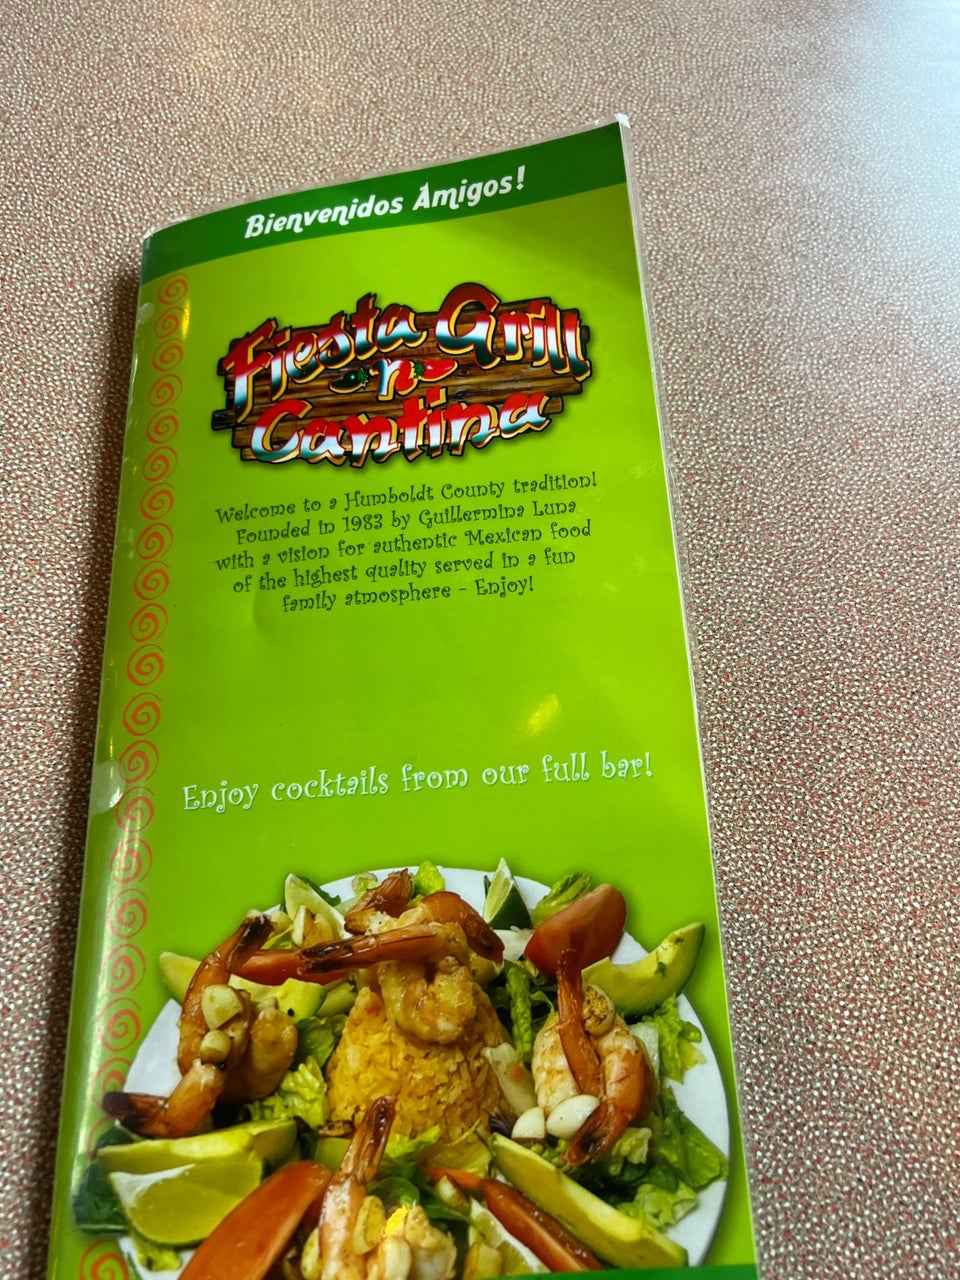 Bienvenidos Amigos!
Fiesta Grill
n
Cantina
Welcome to a Humboldt County tradition!
Founded in 1983 by Guillermina Luna
with a vision for authentic Mexican food
of the highest quality served in a fun
family atmosphere - Enjoy!
Enjoy cocktails from our full bar!